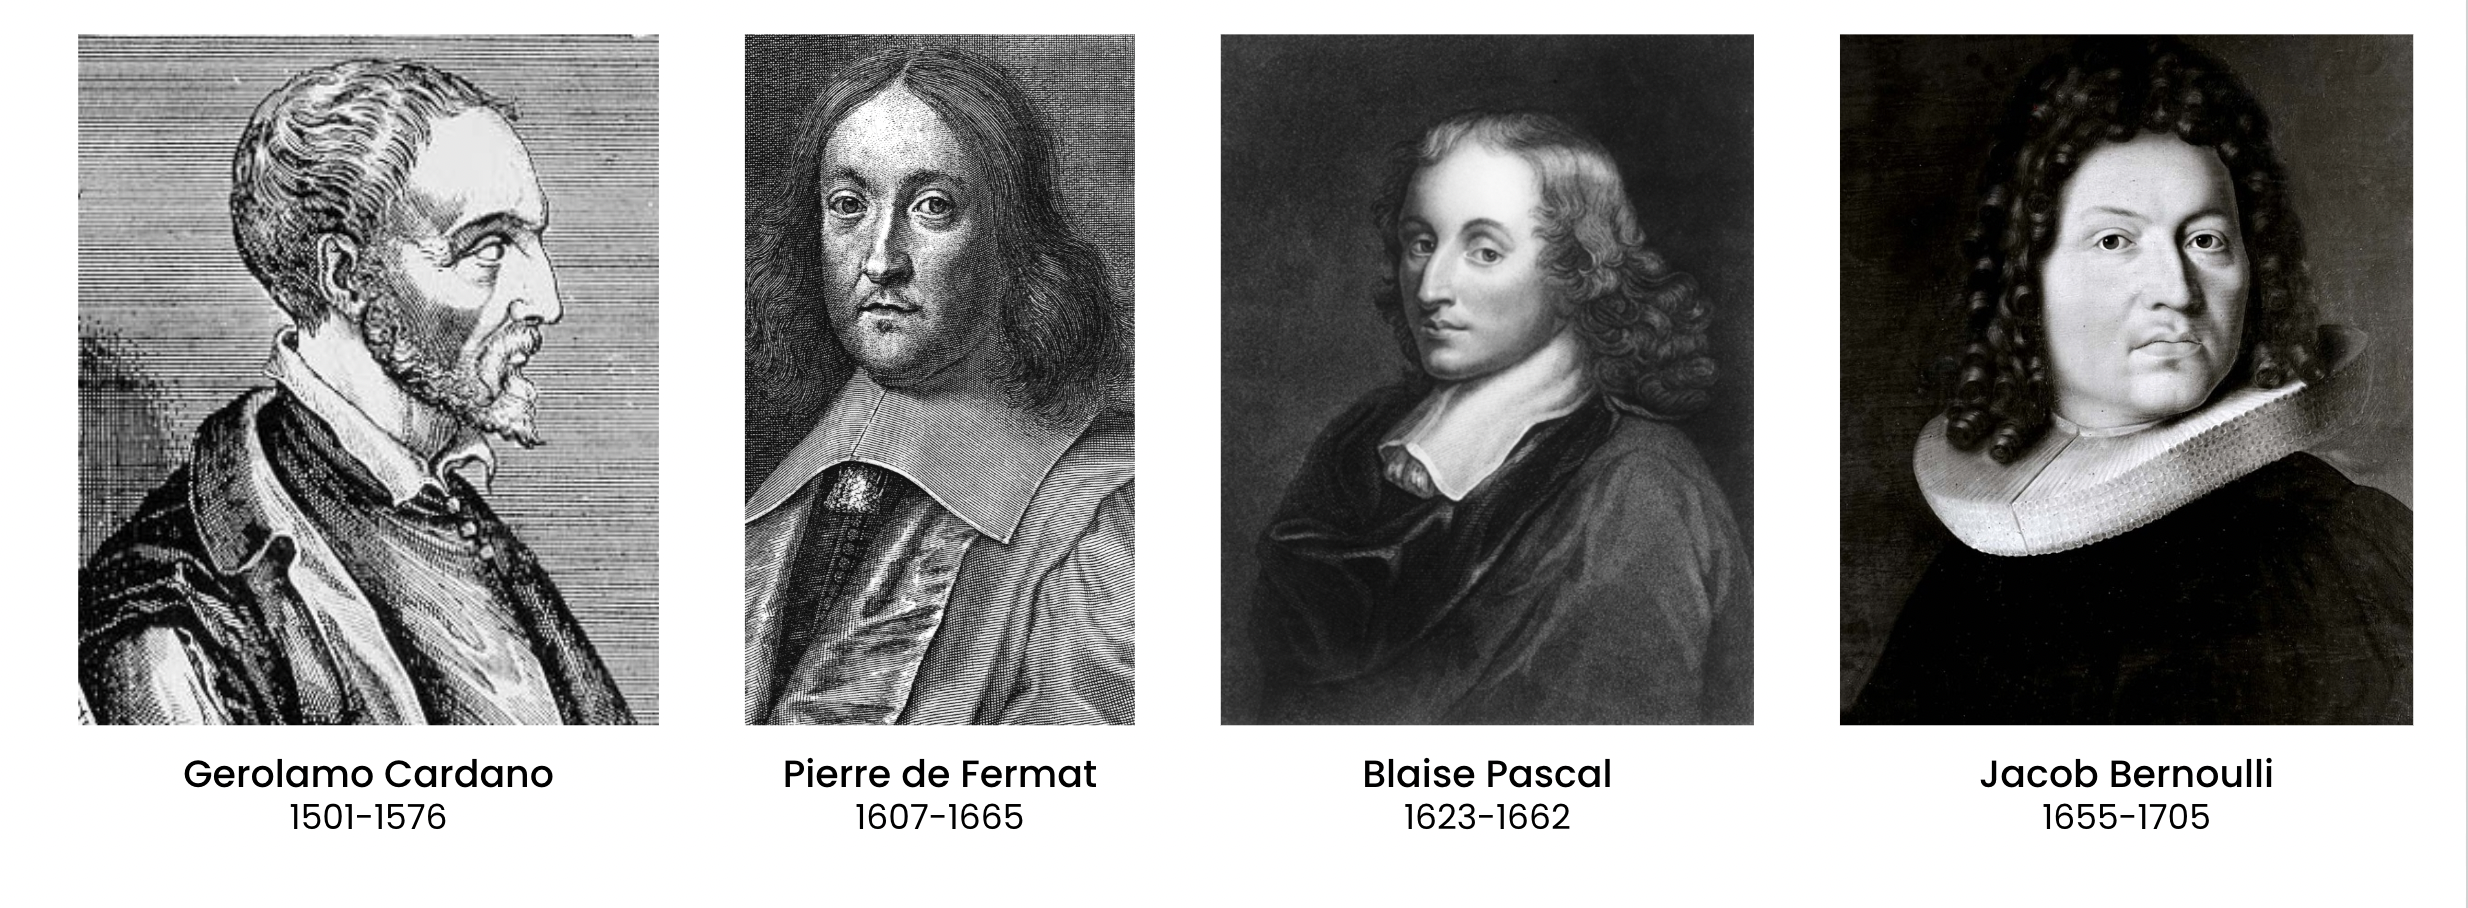 Gerolamo Cardano
1501-1576
Pierre de Fermat
1607-1665
Blaise Pascal
1623-1662
Jacob Bernoulli
1655-1705